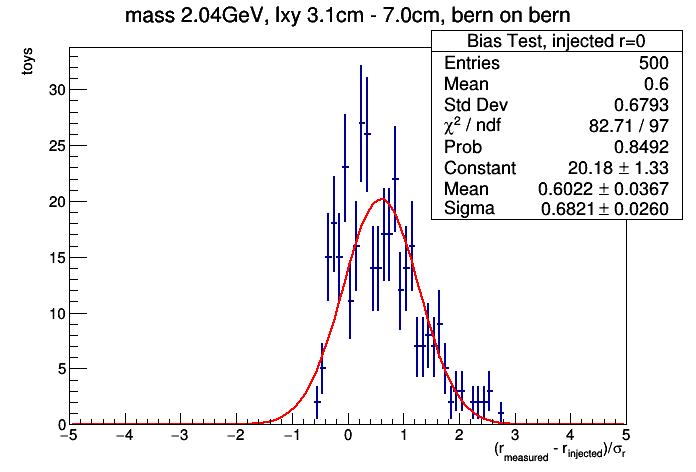 mass 2.04GeV, lxy 3.1cm - 7.0cm, bern on bern
Bias Test, injected r=0
Entries 500
Mean 0.6
Std Dev 0.6793
χ² / ndf 82.71 / 97
Prob 0.8492
Constant 20.18 ± 1.33
Mean 0.6022 ± 0.0367
Sigma 0.6821 ± 0.0260
toys
30
25
20
15
10
5
0
−5 −4 −3 −2 −1 0 1 2 3 4 5
(r_measured - r_injected)/σ_r